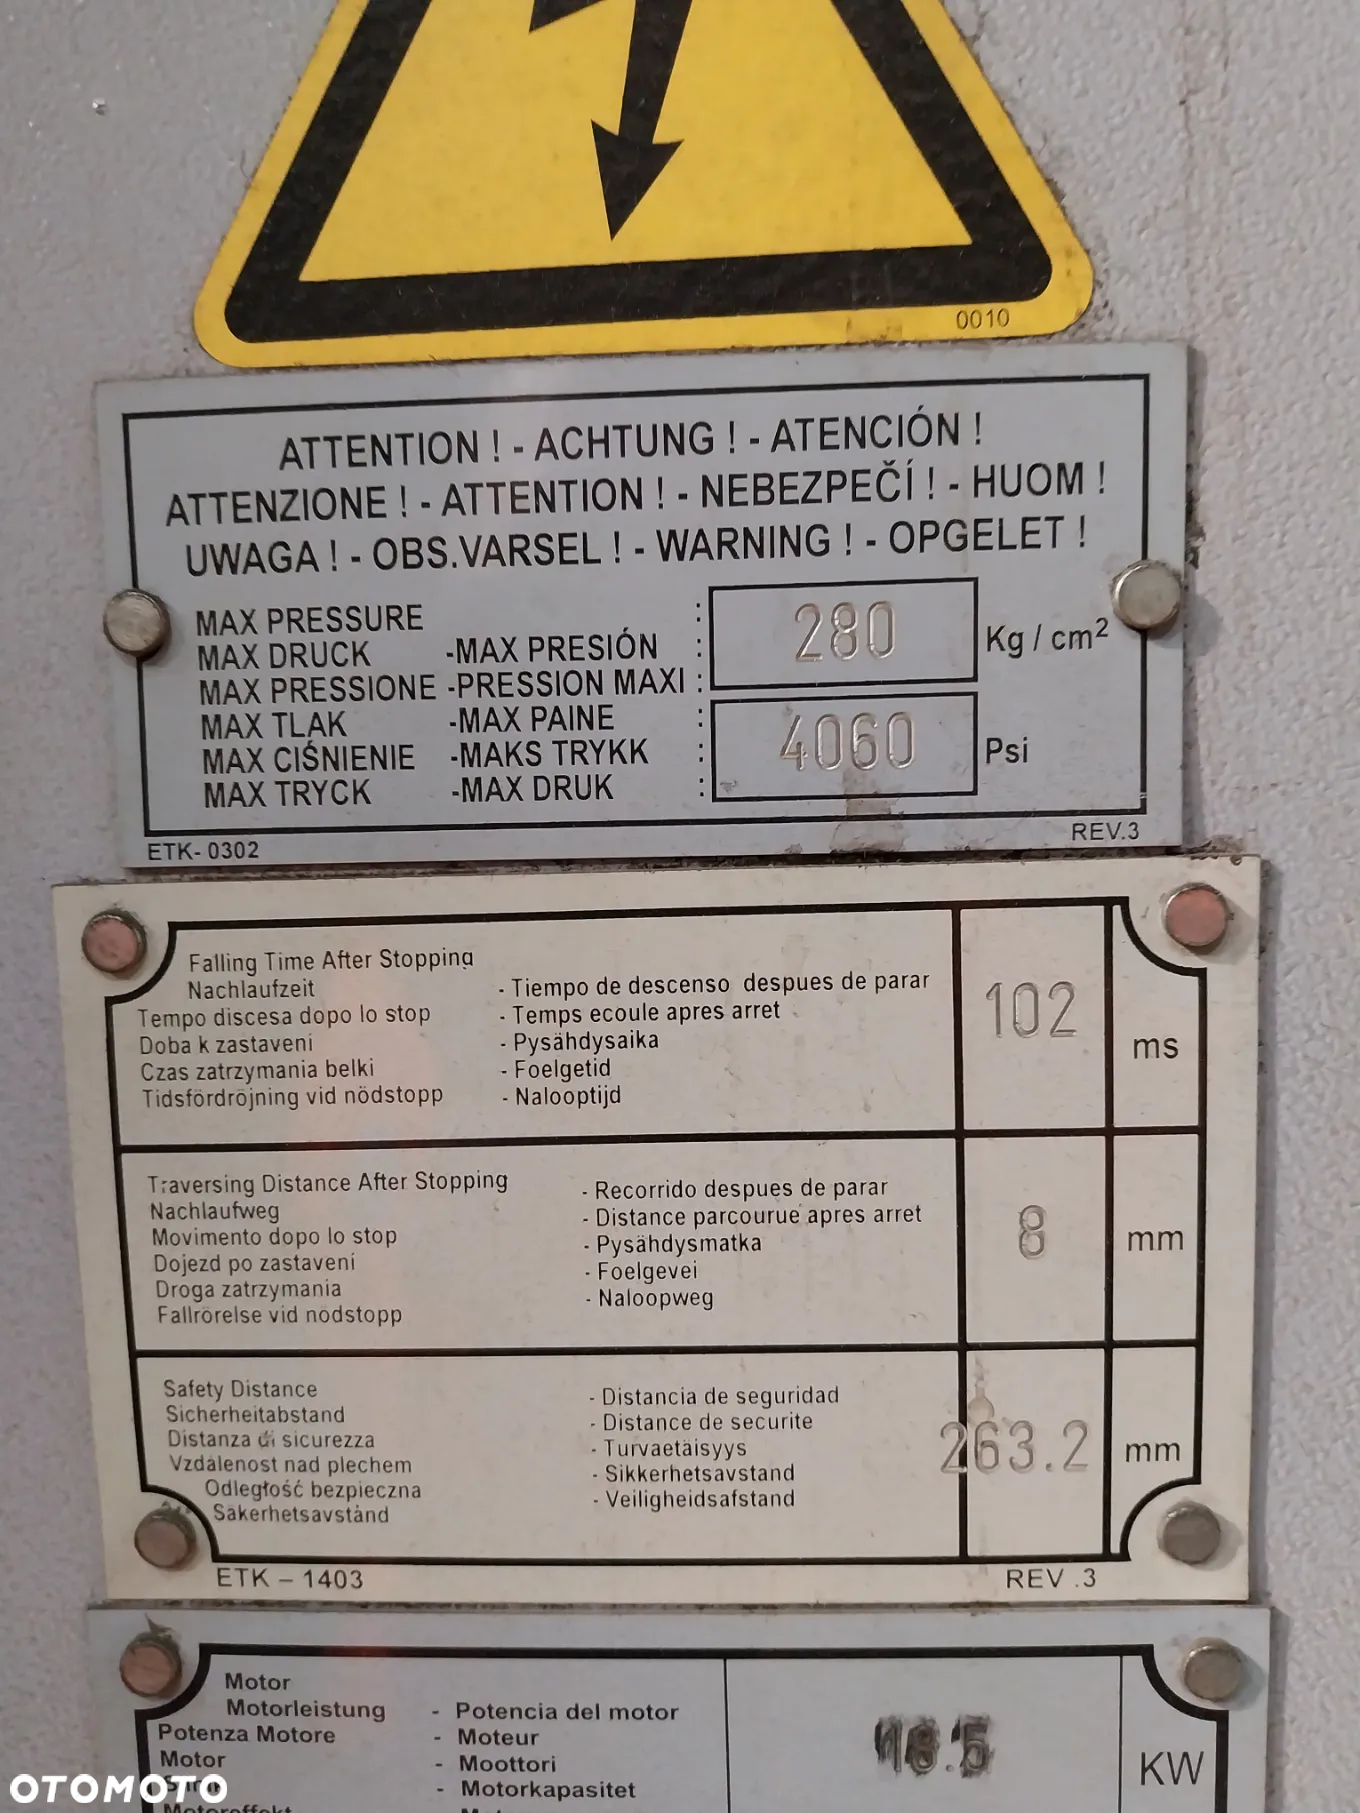 0010
ATTENTION ! - ACHTUNG ! - ATENCIÓN !
ATTENZIONE ! - ATTENTION ! - NEBEZPEČÍ ! - HUOM !
UWAGA ! - OBS.VARSEL ! - WARNING ! - OPGELET !
MAX PRESSURE :
MAX DRUCK -MAX PRESIÓN :
MAX PRESSIONE -PRESSION MAXI :
MAX TLAK -MAX PAINE :
MAX CIŚNIENIE -MAKS TRYKK :
MAX TRYCK -MAX DRUK :
280 Kg / cm²
4060 Psi
ETK- 0302 REV.3
Falling Time After Stopping
Nachlaufzeit - Tiempo de descenso despues de parar
Tempo discesa dopo lo stop - Temps ecoule apres arret
Doba k zastaveni - Pysähdysaika
Czas zatrzymania belki - Foelgetid
Tidsfördröjning vid nödstopp - Nalooptijd
102 ms
Traversing Distance After Stopping - Recorrido despues de parar
Nachlaufweg - Distance parcourue apres arret
Movimento dopo lo stop - Pysähdysmatka
Dojezd po zastaveni - Foelgevei
Droga zatrzymania - Naloopweg
Fallrörelse vid nödstopp
8 mm
Safety Distance - Distancia de seguridad
Sicherheitabstand - Distance de securite
Distanza di sicurezza - Turvaetäisyys
Vzdálenost nad plechem - Sikkerhetsavstand
Odległość bezpieczna - Veiligheidsafstand
Säkerhetsavstånd
263.2 mm
ETK – 1403 REV .3
Motor
Motorleistung - Potencia del motor
Potenza Motore - Moteur
Motor - Moottori
- Motorkapasitet
KW
OTOMOTO